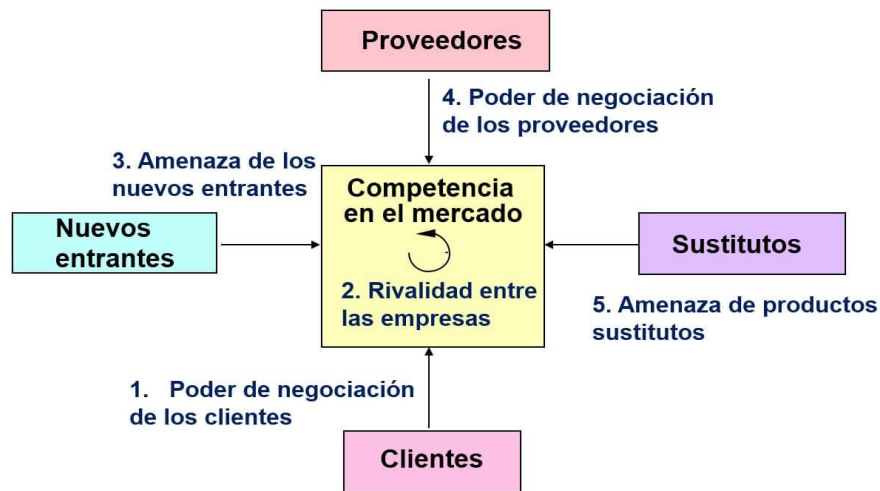 Proveedores
4. Poder de negociación
de los proveedores
3. Amenaza de los
nuevos entrantes
Competencia
en el mercado
Nuevos
entrantes
Sustitutos
2. Rivalidad entre
las empresas
5. Amenaza de productos
sustitutos
1. Poder de negociación
de los clientes
Clientes